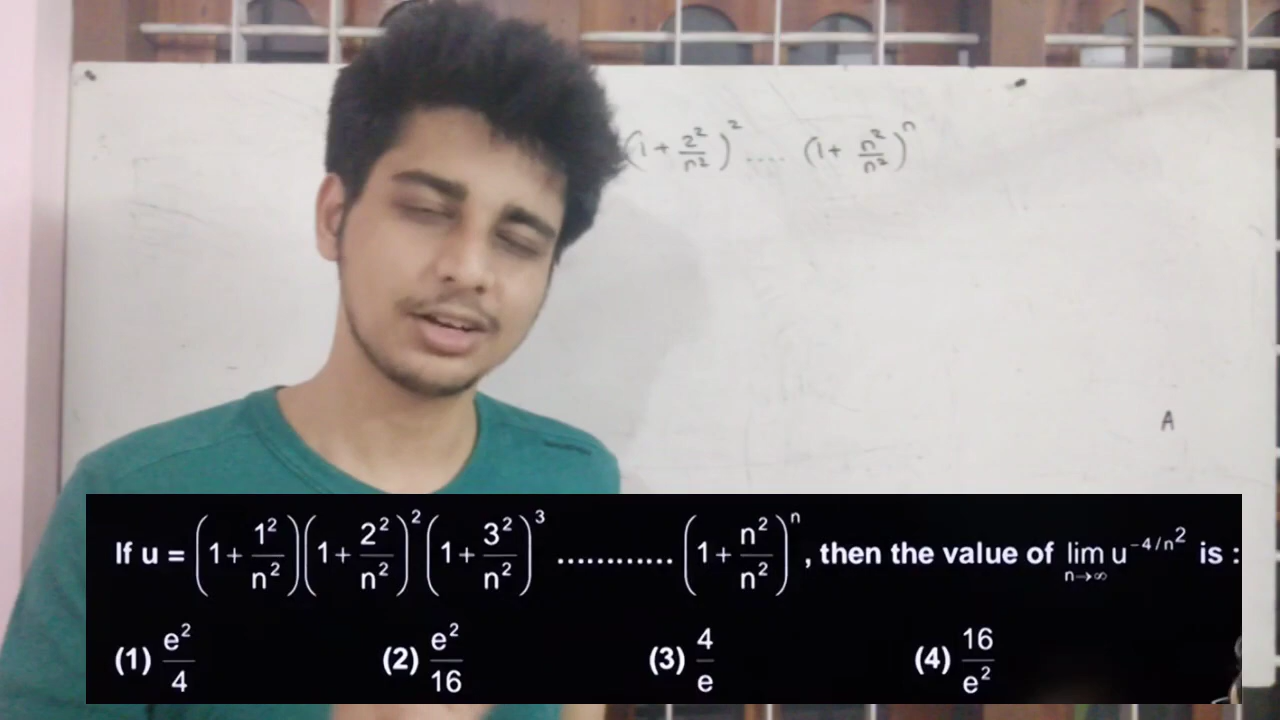 (1 + 2²/n²)² .... (1 + n²/n²)ⁿ
A
If u = (1 + 1²/n²)(1 + 2²/n²)²(1 + 3²/n²)³ ............ (1 + n²/n²)ⁿ, then the value of lim n→∞ u^(-4/n²) is :
(1) e²/4 (2) e²/16 (3) 4/e (4) 16/e²